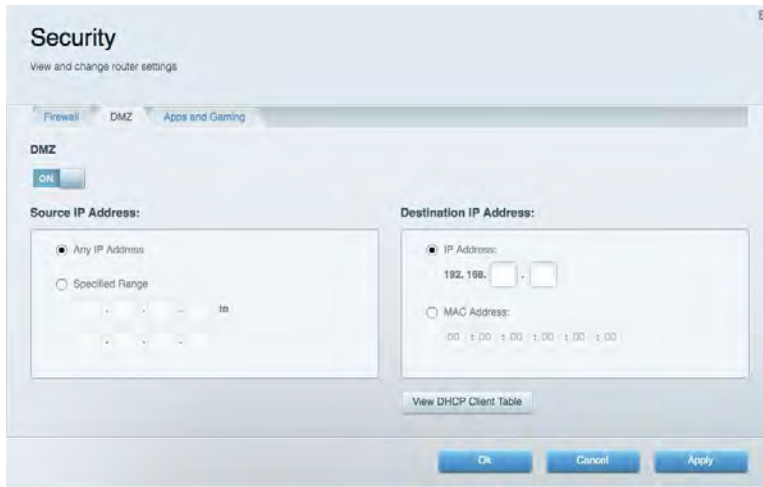 Security
View and change router settings
Firewall DMZ Apps and Gaming
DMZ
ON
Source IP Address:
Any IP Address
Specified Range
. . . to
. . .
Destination IP Address:
IP Address:
192. 168. .
MAC Address:
00 : 00 : 00 : 00 : 00 : 00
View DHCP Client Table
Ok Cancel Apply